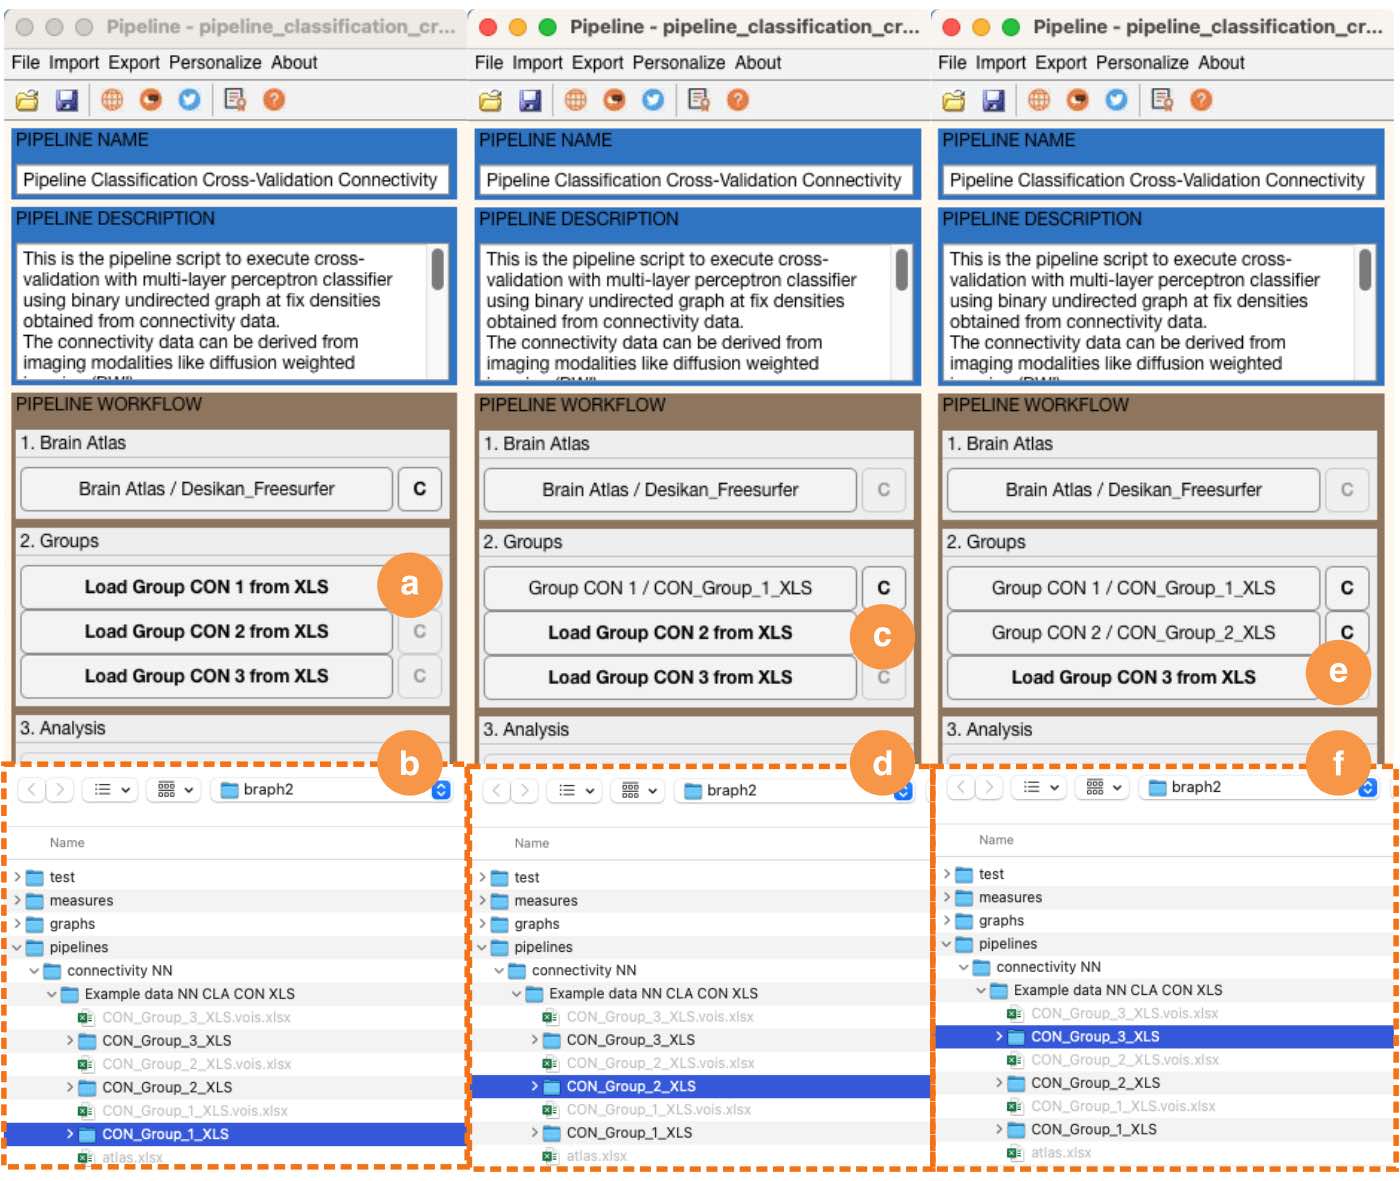 Pipeline - pipeline_classification_cr...
File Import Export Personalize About
PIPELINE NAME
Pipeline Classification Cross-Validation Connectivity
PIPELINE DESCRIPTION
This is the pipeline script to execute cross-
validation with multi-layer perceptron classifier
using binary undirected graph at fix densities
obtained from connectivity data.
The connectivity data can be derived from
imaging modalities like diffusion weighted
PIPELINE WORKFLOW
1. Brain Atlas
Brain Atlas / Desikan_Freesurfer C
2. Groups
Load Group CON 1 from XLS a
Load Group CON 2 from XLS C
Load Group CON 3 from XLS C
3. Analysis
b
braph2
Name
test
measures
graphs
pipelines
connectivity NN
Example data NN CLA CON XLS
CON_Group_3_XLS.vois.xlsx
CON_Group_3_XLS
CON_Group_2_XLS.vois.xlsx
CON_Group_2_XLS
CON_Group_1_XLS.vois.xlsx
CON_Group_1_XLS
atlas.xlsx
Pipeline - pipeline_classification_cr...
File Import Export Personalize About
PIPELINE NAME
Pipeline Classification Cross-Validation Connectivity
PIPELINE DESCRIPTION
This is the pipeline script to execute cross-
validation with multi-layer perceptron classifier
using binary undirected graph at fix densities
obtained from connectivity data.
The connectivity data can be derived from
imaging modalities like diffusion weighted
PIPELINE WORKFLOW
1. Brain Atlas
Brain Atlas / Desikan_Freesurfer C
2. Groups
Group CON 1 / CON_Group_1_XLS C
Load Group CON 2 from XLS c
Load Group CON 3 from XLS C
3. Analysis
d
braph2
Name
test
measures
graphs
pipelines
connectivity NN
Example data NN CLA CON XLS
CON_Group_3_XLS.vois.xlsx
CON_Group_3_XLS
CON_Group_2_XLS.vois.xlsx
CON_Group_2_XLS
CON_Group_1_XLS.vois.xlsx
CON_Group_1_XLS
atlas.xlsx
Pipeline - pipeline_classification_cr...
File Import Export Personalize About
PIPELINE NAME
Pipeline Classification Cross-Validation Connectivity
PIPELINE DESCRIPTION
This is the pipeline script to execute cross-
validation with multi-layer perceptron classifier
using binary undirected graph at fix densities
obtained from connectivity data.
The connectivity data can be derived from
imaging modalities like diffusion weighted
PIPELINE WORKFLOW
1. Brain Atlas
Brain Atlas / Desikan_Freesurfer C
2. Groups
Group CON 1 / CON_Group_1_XLS C
Group CON 2 / CON_Group_2_XLS C
Load Group CON 3 from XLS e
3. Analysis
f
braph2
Name
test
measures
graphs
pipelines
connectivity NN
Example data NN CLA CON XLS
CON_Group_3_XLS.vois.xlsx
CON_Group_3_XLS
CON_Group_2_XLS.vois.xlsx
CON_Group_2_XLS
CON_Group_1_XLS.vois.xlsx
CON_Group_1_XLS
atlas.xlsx